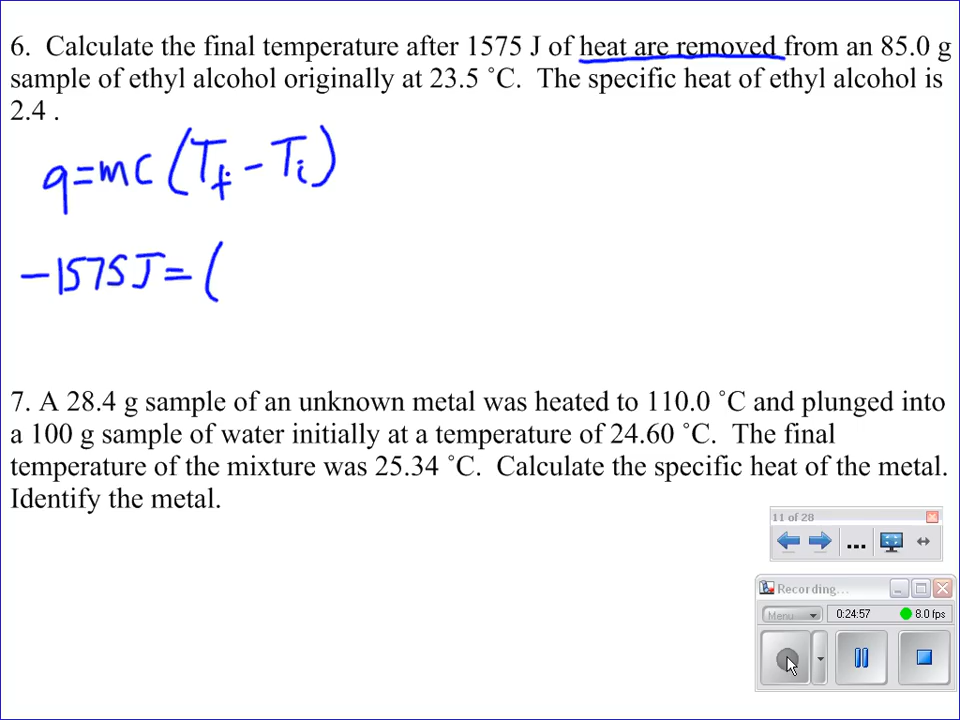 6. Calculate the final temperature after 1575 J of heat are removed from an 85.0 g
sample of ethyl alcohol originally at 23.5 ˚C. The specific heat of ethyl alcohol is
2.4 .
q=mc(Tf-Ti)
-1575J=(
7. A 28.4 g sample of an unknown metal was heated to 110.0 ˚C and plunged into
a 100 g sample of water initially at a temperature of 24.60 ˚C. The final
temperature of the mixture was 25.34 ˚C. Calculate the specific heat of the metal.
Identify the metal.
11 of 28
...
Recording...
Menu 0:24:57 8.0 fps